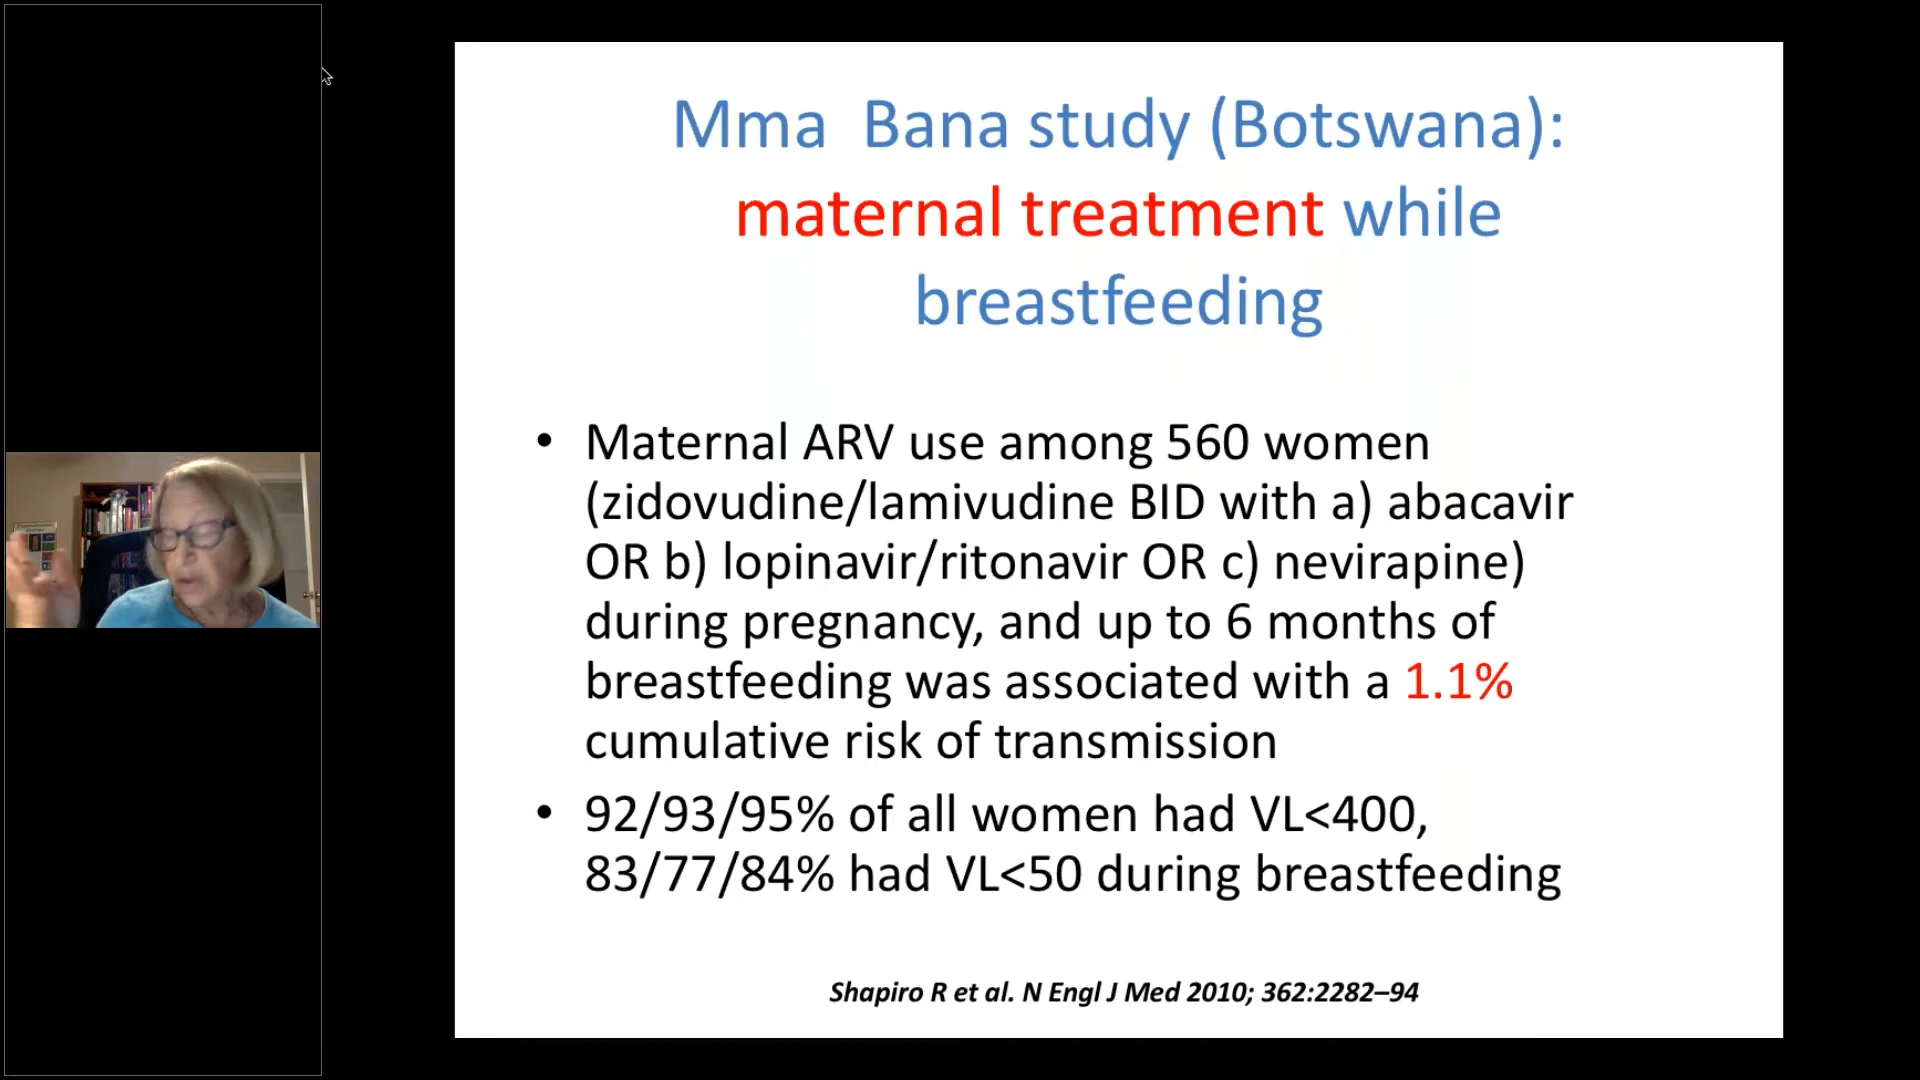 Mma Bana study (Botswana):
maternal treatment while
breastfeeding
• Maternal ARV use among 560 women
(zidovudine/lamivudine BID with a) abacavir
OR b) lopinavir/ritonavir OR c) nevirapine)
during pregnancy, and up to 6 months of
breastfeeding was associated with a 1.1%
cumulative risk of transmission
• 92/93/95% of all women had VL<400,
83/77/84% had VL<50 during breastfeeding
Shapiro R et al. N Engl J Med 2010; 362:2282–94